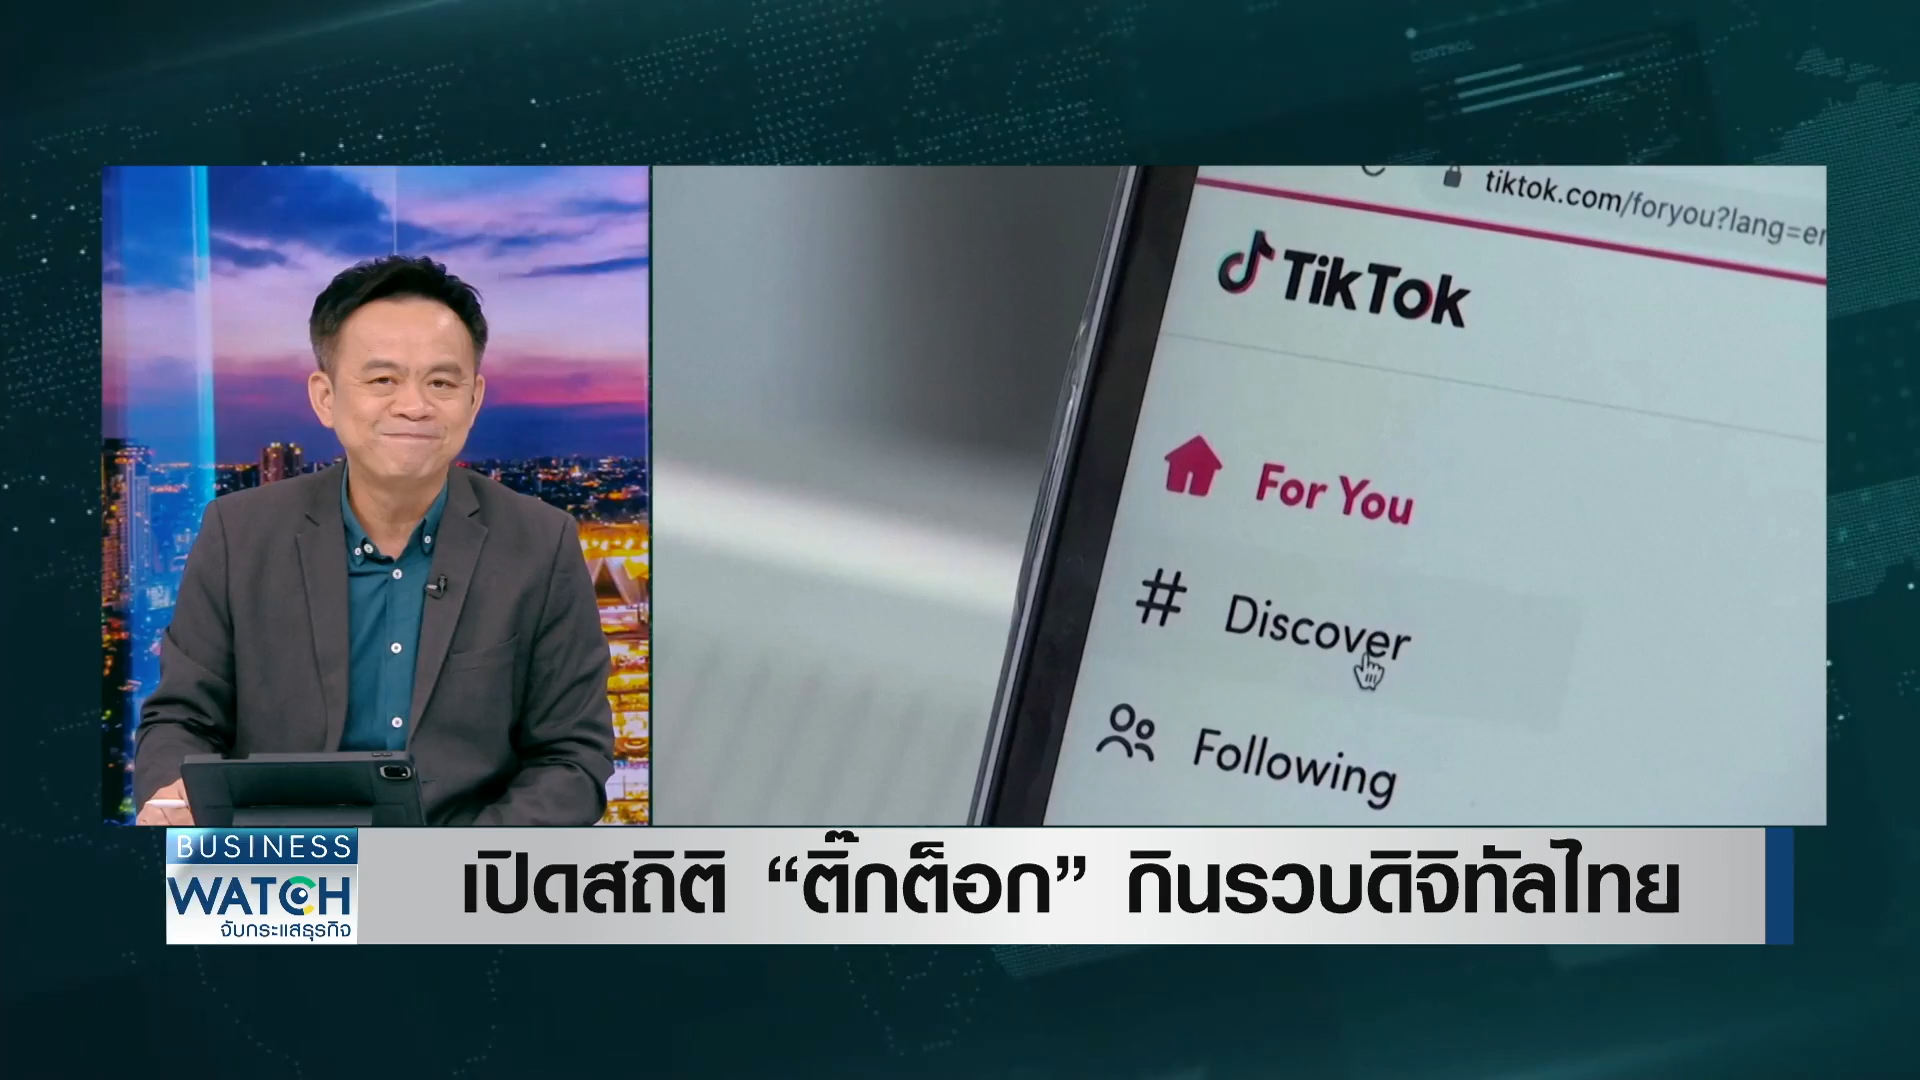 CONTROL
tiktok.com/foryou?lang=en
TikTok
For You
# Discover
Following
BUSINESS
WATCH
จับกระแสธุรกิจ
เปิดสถิติ “ติ๊กต็อก” กินรวบดิจิทัลไทย